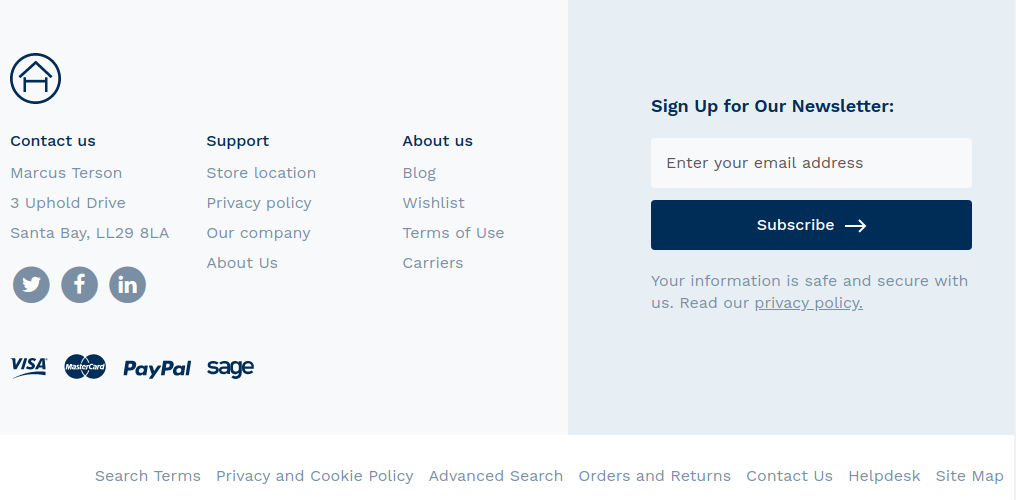 Contact us
Marcus Terson
3 Uphold Drive
Santa Bay, LL29 8LA
Support
Store location
Privacy policy
Our company
About Us
About us
Blog
Wishlist
Terms of Use
Carriers
VISA MasterCard PayPal sage
Sign Up for Our Newsletter:
Enter your email address
Subscribe
Your information is safe and secure with
us. Read our privacy policy.
Search Terms Privacy and Cookie Policy Advanced Search Orders and Returns Contact Us Helpdesk Site Map